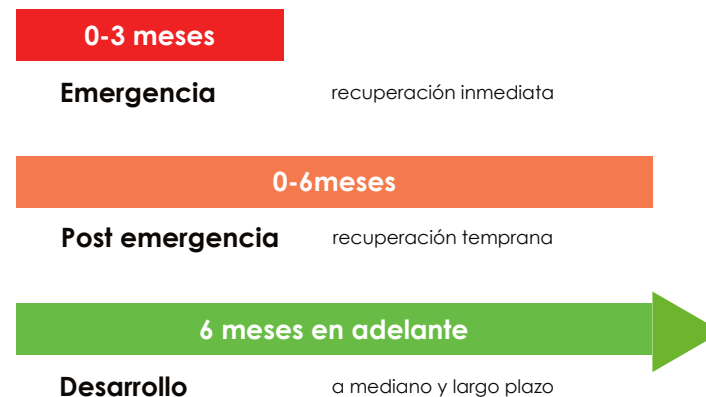 0-3 meses
Emergencia recuperación inmediata
0-6meses
Post emergencia recuperación temprana
6 meses en adelante
Desarrollo a mediano y largo plazo